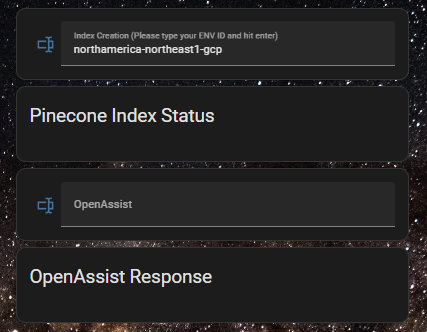 Index Creation (Please type your ENV ID and hit enter)
northamerica-northeast1-gcp
Pinecone Index Status
OpenAssist
OpenAssist Response